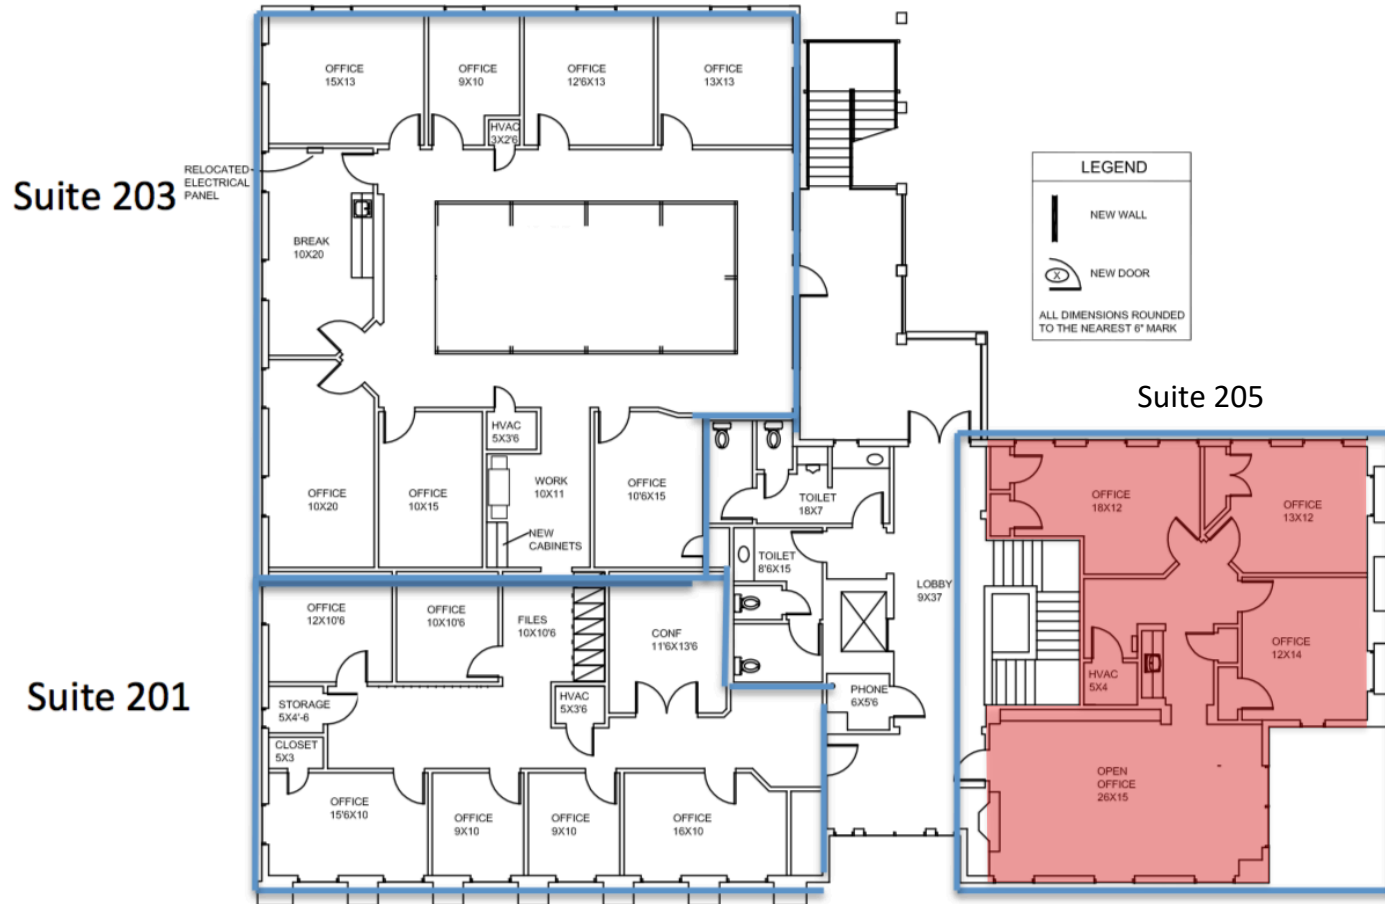 OFFICE
15X13
OFFICE
9X10
OFFICE
12'6X13
OFFICE
13X13
HVAC
3X2'6
RELOCATED
ELECTRICAL
PANEL
Suite 203
BREAK
10X20
LEGEND
NEW WALL
X
NEW DOOR
ALL DIMENSIONS ROUNDED
TO THE NEAREST 6" MARK
Suite 205
HVAC
5X3'6
OFFICE
10X20
OFFICE
10X15
WORK
10X11
NEW
CABINETS
OFFICE
10'6X15
TOILET
18X7
TOILET
8'6X15
LOBBY
9X37
OFFICE
18X12
OFFICE
13X12
OFFICE
12X14
HVAC
5X4
OPEN
OFFICE
26X15
Suite 201
OFFICE
12X10'6
OFFICE
10X10'6
FILES
10X10'6
CONF
11'6X13'6
STORAGE
5X4'-6
HVAC
5X3'6
PHONE
6X5'6
CLOSET
5X3
OFFICE
15'6X10
OFFICE
9X10
OFFICE
9X10
OFFICE
16X10